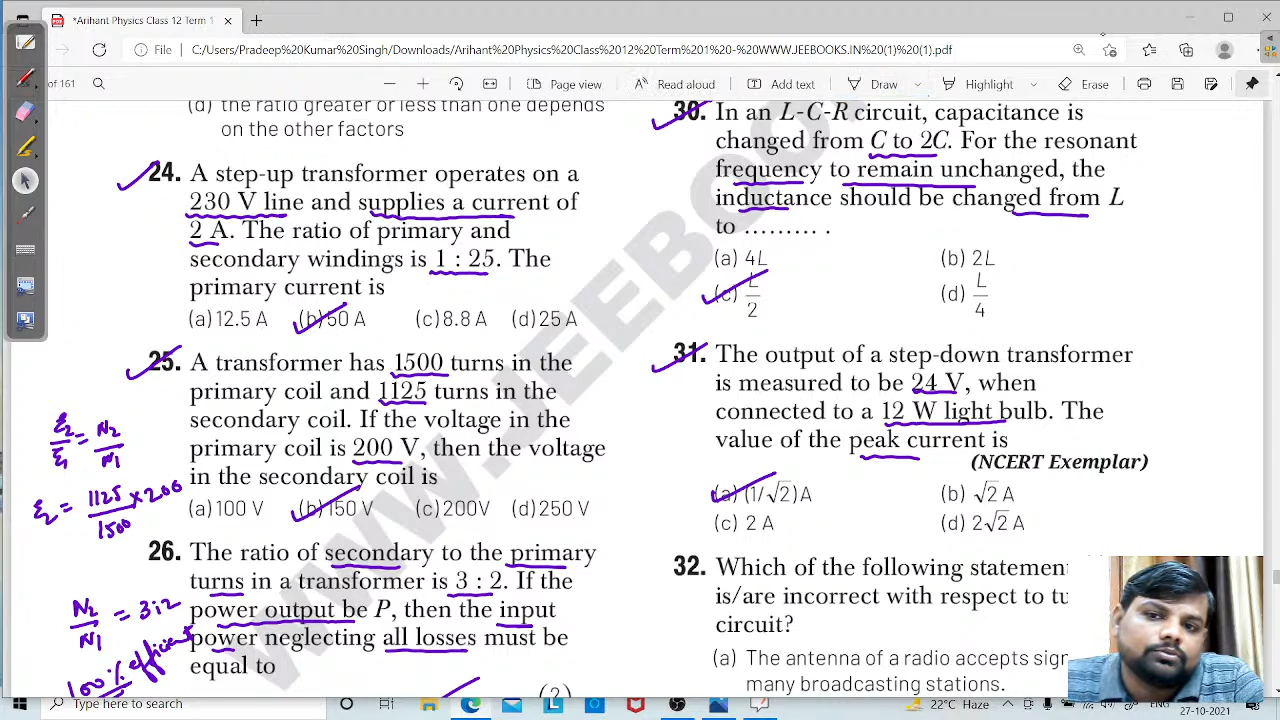 *Arihant Physics Class 12 Term 1
File
C:/Users/Pradeep%20Kumar%20Singh/Downloads/Arihant%20Physics%20Class%2012%20Term%201%20-%20WWW.JEEBOOKS.IN%20(1)%20(1).pdf
of 161
Page view
Read aloud
Add text
Draw
Highlight
Erase
(d) the ratio greater or less than one depends
on the other factors
24. A step-up transformer operates on a
230 V line and supplies a current of
2 A. The ratio of primary and
secondary windings is 1 : 25. The
primary current is
(a) 12.5 A (b) 50 A (c) 8.8 A (d) 25 A
25. A transformer has 1500 turns in the
primary coil and 1125 turns in the
secondary coil. If the voltage in the
primary coil is 200 V, then the voltage
in the secondary coil is
(a) 100 V (b) 150 V (c) 200V (d) 250 V
ε2/ε1 = N2/N1
ε2 = 1125/1500 × 200
26. The ratio of secondary to the primary
turns in a transformer is 3 : 2. If the
power output be P, then the input
power neglecting all losses must be
equal to
N2/N1 = 3:2
100% efficient
30. In an L-C-R circuit, capacitance is
changed from C to 2C. For the resonant
frequency to remain unchanged, the
inductance should be changed from L
to ......... .
(a) 4L (b) 2L
(c) L/2 (d) L/4
31. The output of a step-down transformer
is measured to be 24 V, when
connected to a 12 W light bulb. The
value of the peak current is
(NCERT Exemplar)
(a) (1/√2)A (b) √2 A
(c) 2 A (d) 2√2 A
32. Which of the following statement
is/are incorrect with respect to tu
circuit?
(a) The antenna of a radio accepts sign
many broadcasting stations.
WWW.JEEBOO
Type here to search
22°C Haze
27-10-2021